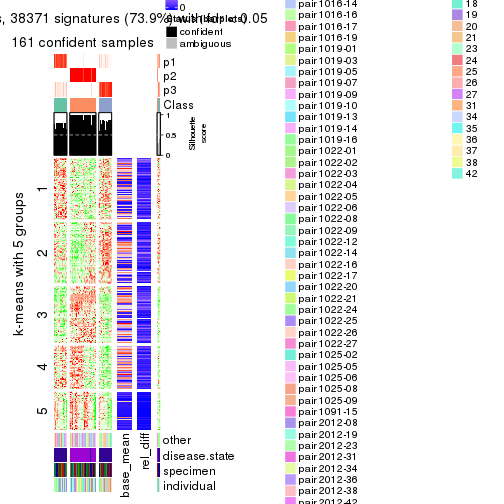 , 38371 signatures (73.9%) with fdr < 0.05
161 confident samples
0
confident
ambiguous
p1
p2
p3
Class
1
0.5
0
Silhouette
score
k-means with 5 groups
1
2
3
4
5
other
disease.state
specimen
individual
base_mean
rel_diff
pair1016-14
pair1016-16
pair1016-17
pair1016-19
pair1019-01
pair1019-03
pair1019-05
pair1019-07
pair1019-09
pair1019-10
pair1019-13
pair1019-14
pair1019-16
pair1022-01
pair1022-02
pair1022-03
pair1022-04
pair1022-05
pair1022-06
pair1022-08
pair1022-09
pair1022-12
pair1022-14
pair1022-16
pair1022-17
pair1022-20
pair1022-21
pair1022-24
pair1022-25
pair1022-26
pair1022-27
pair1025-02
pair1025-05
pair1025-06
pair1025-08
pair1025-09
pair1091-15
pair2012-08
pair2012-19
pair2012-23
pair2012-31
pair2012-34
pair2012-36
pair2012-38
pair2012-42
18
19
20
21
23
24
25
26
27
31
34
35
36
37
38
42